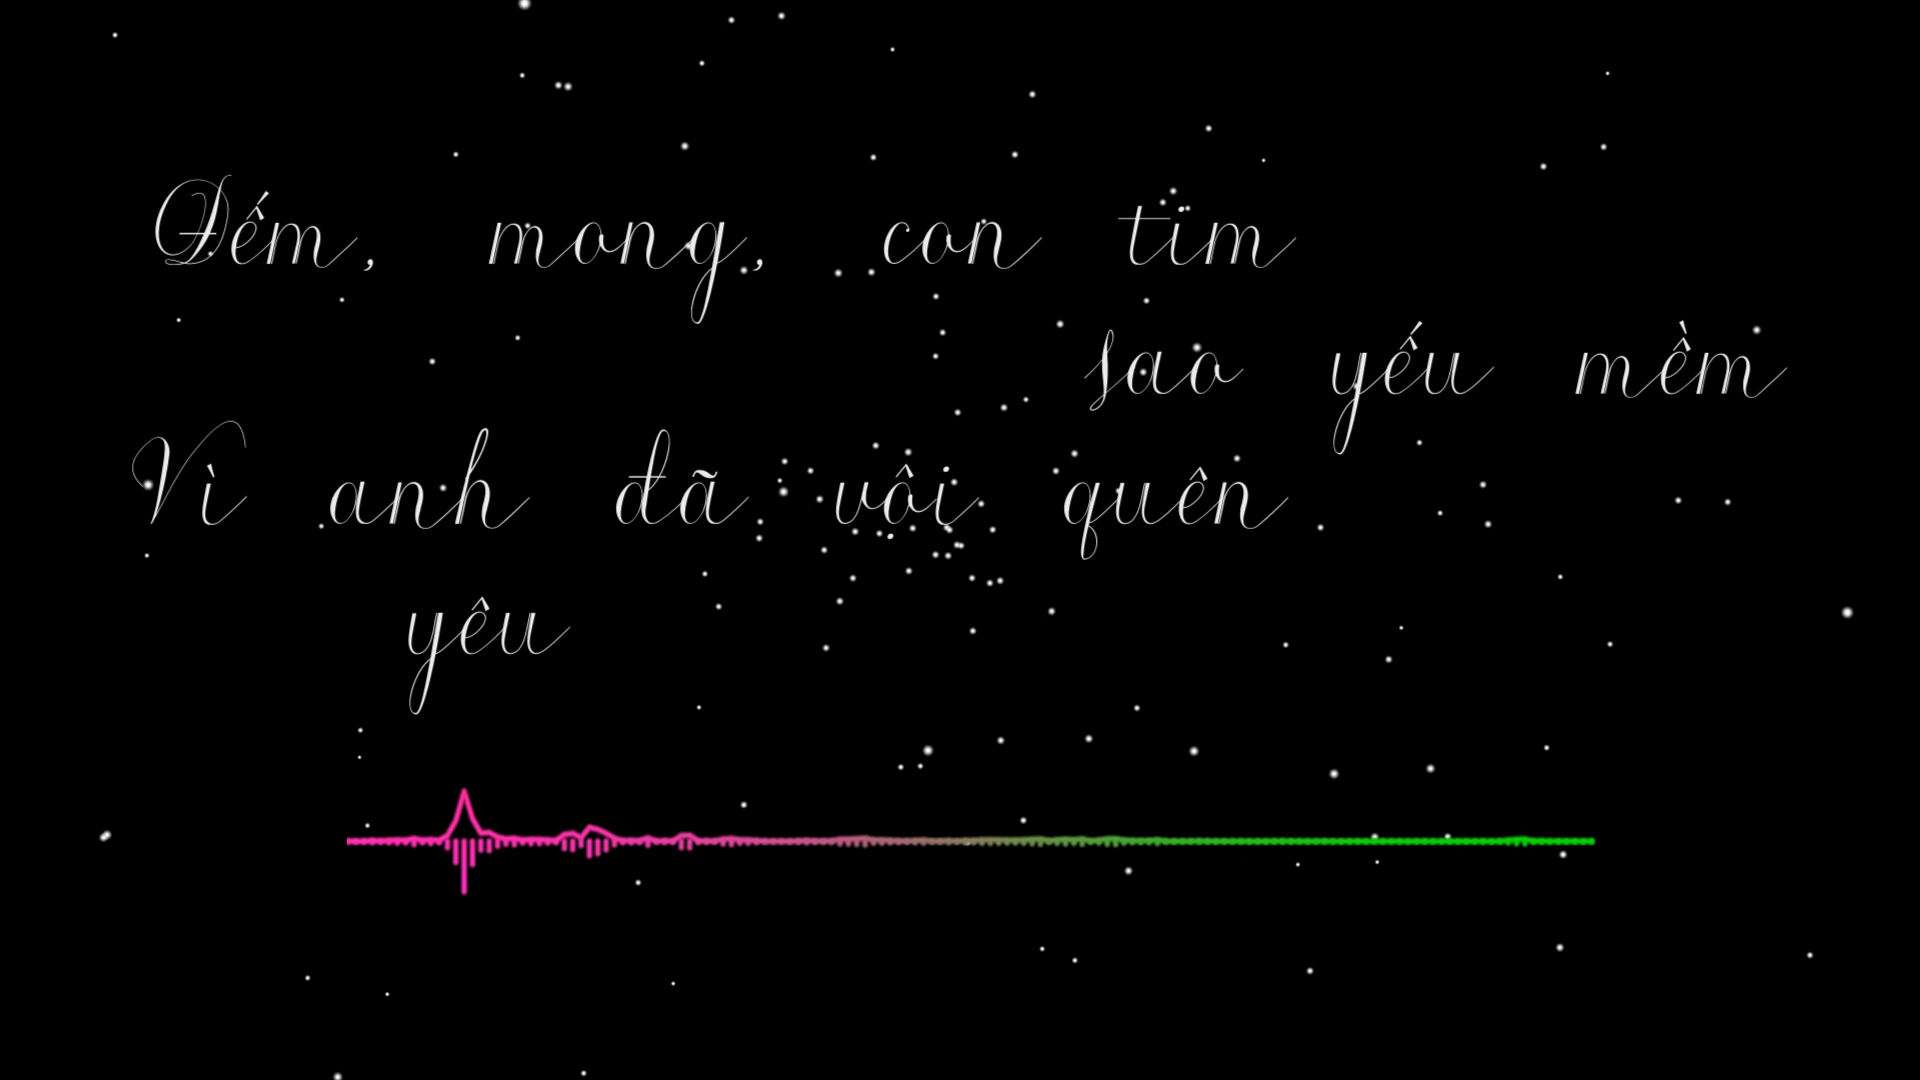 Đếm, mong, con tim
sao yếu mềm
Vì anh đã vội quên
yêu